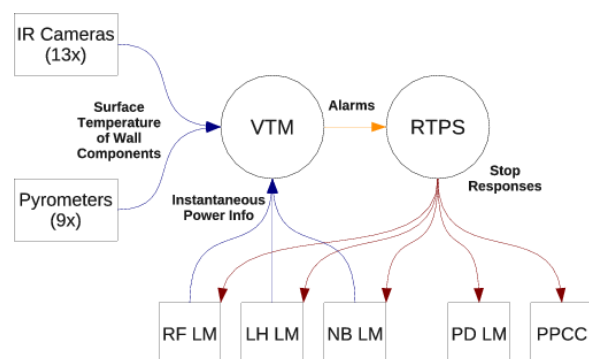 IR Cameras
(13x)
Surface
Temperature
of Wall
Components
Pyrometers
(9x)
VTM
Alarms
RTPS
Instantaneous
Power Info
Stop
Responses
RF LM
LH LM
NB LM
PD LM
PPCC